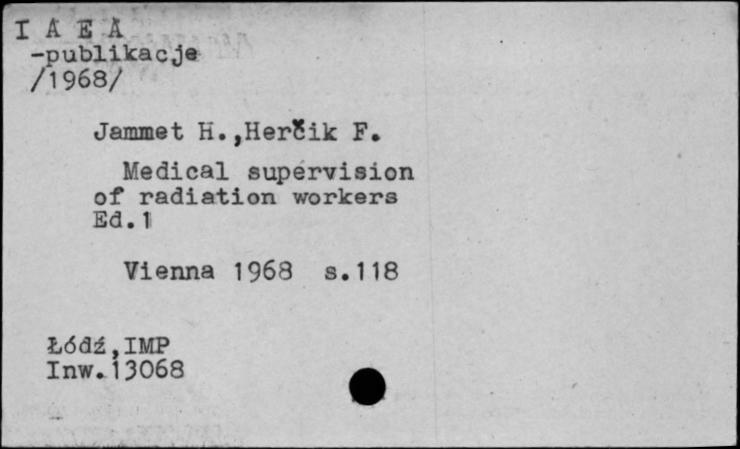 I A E A
-publikacje
/1968/
Jammet H.,Herčik F.
Medical supervision
of radiation workers
Ed.1
Vienna 1968 s.118
Łódź,IMP
Inw.13068